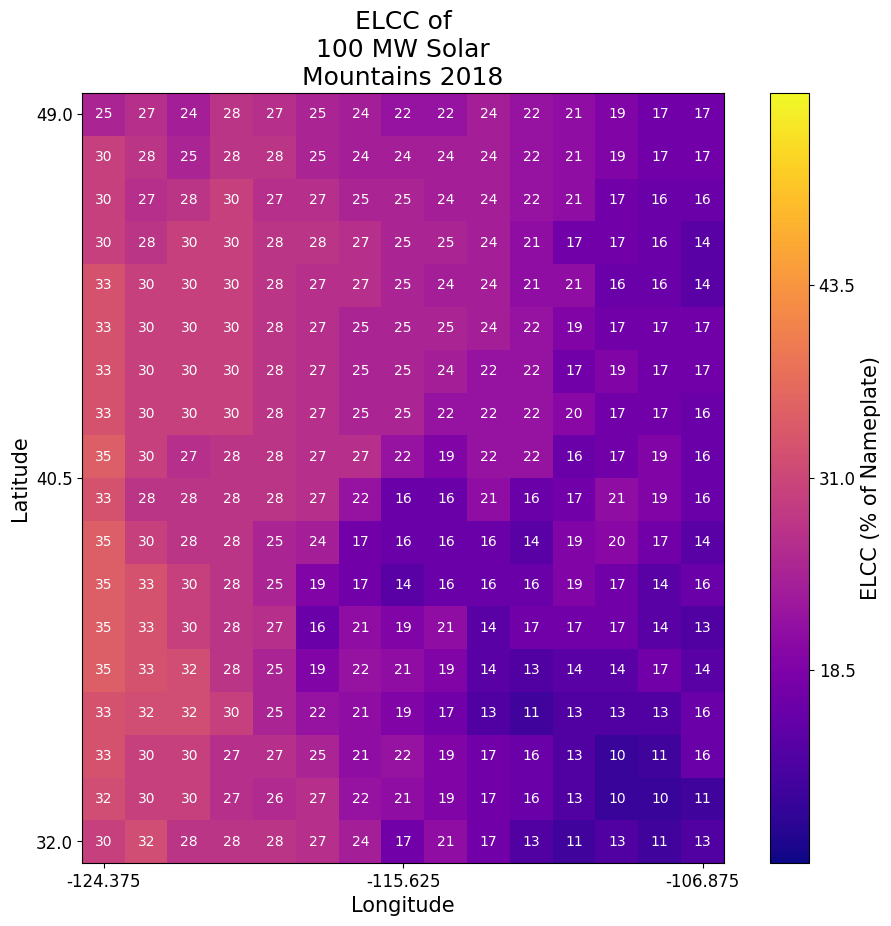 ELCC of
100 MW Solar
Mountains 2018
49.0
25 27 24 28 27 25 24 22 22 24 22 21 19 17 17
30 28 25 28 28 25 24 24 24 24 22 21 19 17 17
30 27 28 30 27 27 25 25 24 24 22 21 17 16 16
30 28 30 30 28 28 27 25 25 24 21 17 17 16 14
33 30 30 30 28 27 27 25 24 24 21 21 16 16 14
43.5
33 30 30 30 28 27 25 25 25 24 22 19 17 17 17
33 30 30 30 28 27 25 25 24 22 22 17 19 17 17
33 30 30 30 28 27 25 25 22 22 22 20 17 17 16
35 30 27 28 28 27 27 22 19 22 22 16 17 19 16
40.5
31.0
33 28 28 28 28 27 22 16 16 21 16 17 21 19 16
35 30 28 28 25 24 17 16 16 16 14 19 20 17 14
35 33 30 28 25 19 17 14 16 16 16 19 17 14 16
35 33 30 28 27 16 21 19 21 14 17 17 17 14 13
35 33 32 28 25 19 22 21 19 14 13 14 14 17 14
18.5
33 32 32 30 25 22 21 19 17 13 11 13 13 13 16
33 30 30 27 27 25 21 22 19 17 16 13 10 11 16
32 30 30 27 26 27 22 21 19 17 16 13 10 10 11
32.0
30 32 28 28 28 27 24 17 21 17 13 11 13 11 13
-124.375 -115.625 -106.875
Longitude
Latitude
ELCC (% of Nameplate)